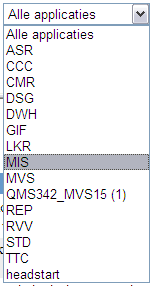 Alle applicaties
Alle applicaties
ASR
CCC
CMR
DSG
DWH
GIF
LKR
MIS
MVS
QMS342_MVS15 (1)
REP
RVV
STD
TTC
headstart